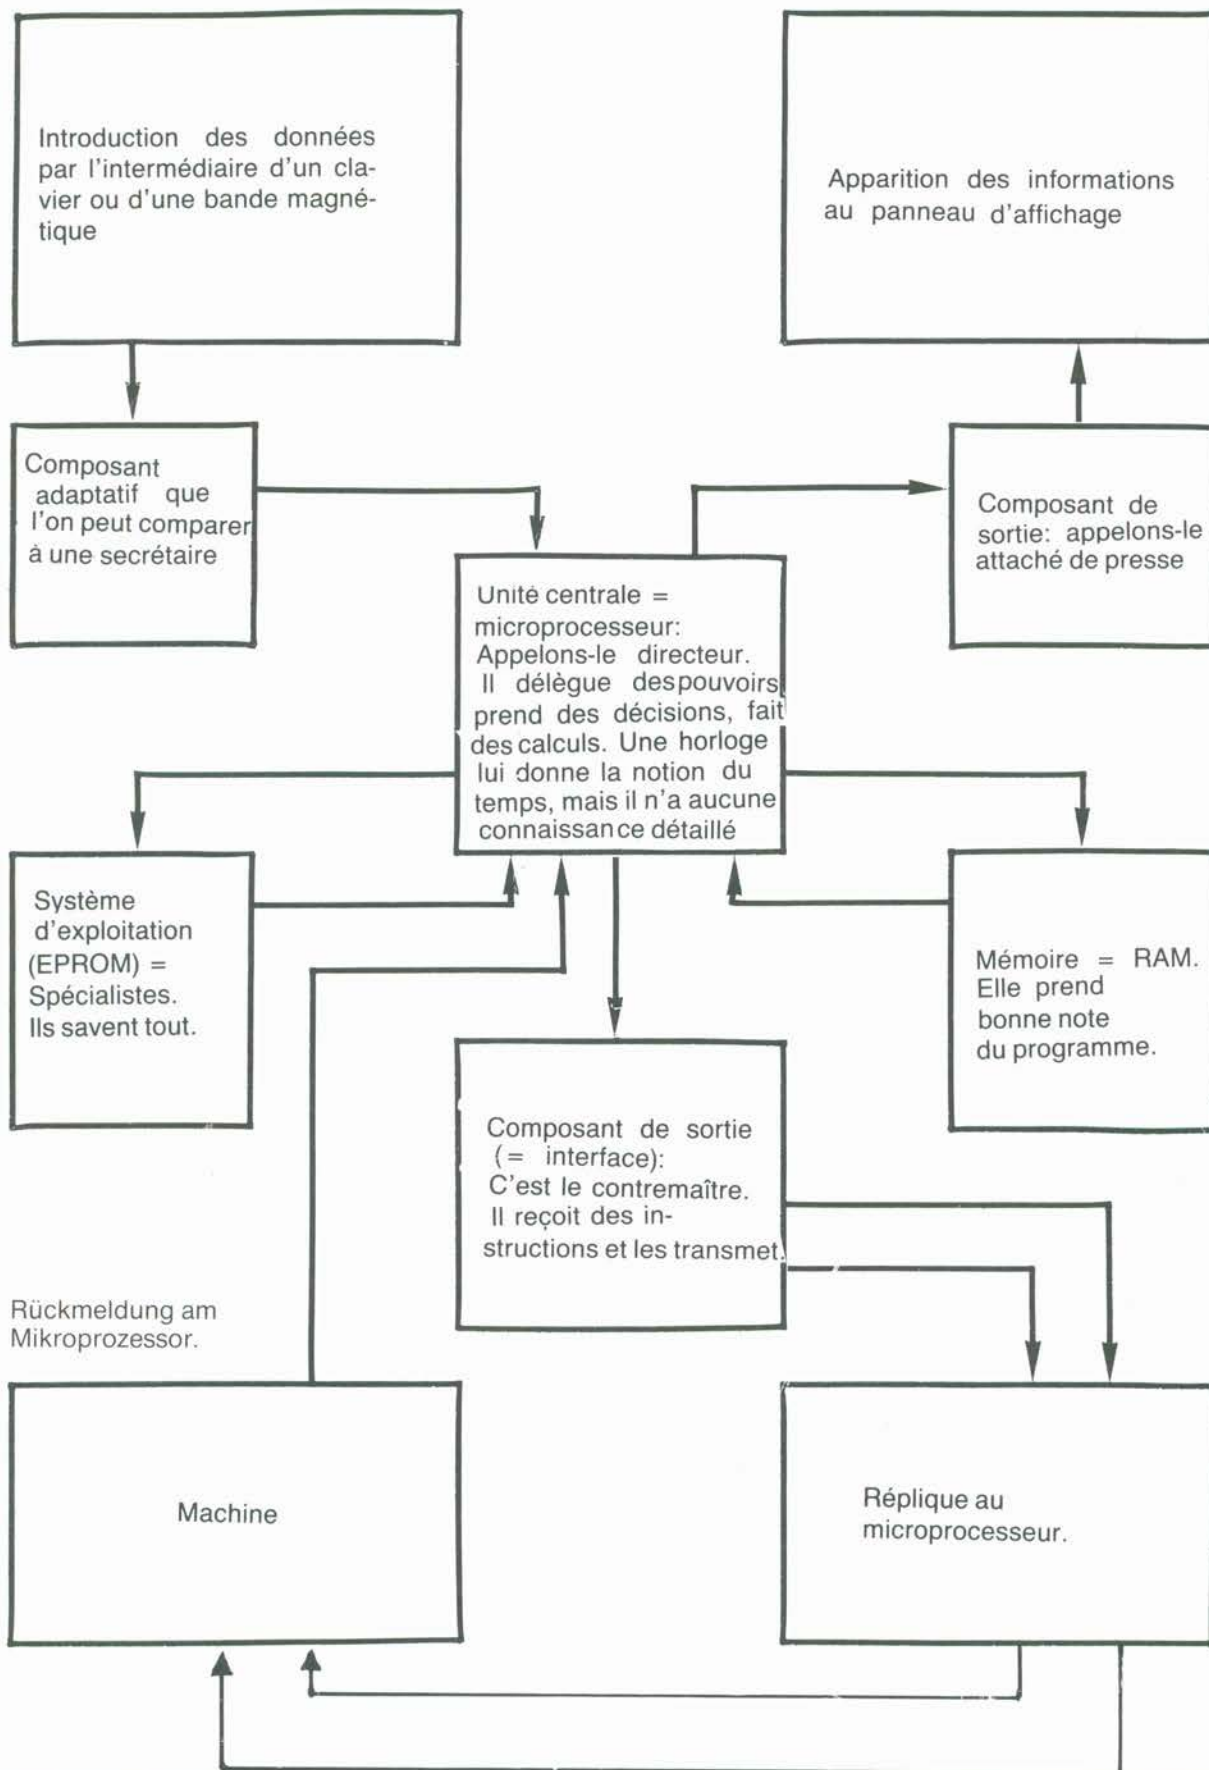 Introduction des données
par l'intermédiaire d'un cla-
vier ou d'une bande magné-
tique
Apparition des informations
au panneau d'affichage
Composant
adaptatif que
l'on peut comparer
à une secrétaire
Composant de
sortie: appelons-le
attaché de presse
Unité centrale =
microprocesseur:
Appelons-le directeur.
Il délègue des pouvoirs
prend des décisions, fait
des calculs. Une horloge
lui donne la notion du
temps, mais il n'a aucune
connaissance détaillé
Système
d'exploitation
(EPROM) =
Spécialistes.
Ils savent tout.
Mémoire = RAM.
Elle prend
bonne note
du programme.
Composant de sortie
(= interface):
C'est le contremaître.
Il reçoit des in-
structions et les transmet.
Rückmeldung am
Mikroprozessor.
Machine
Réplique au
microprocesseur.